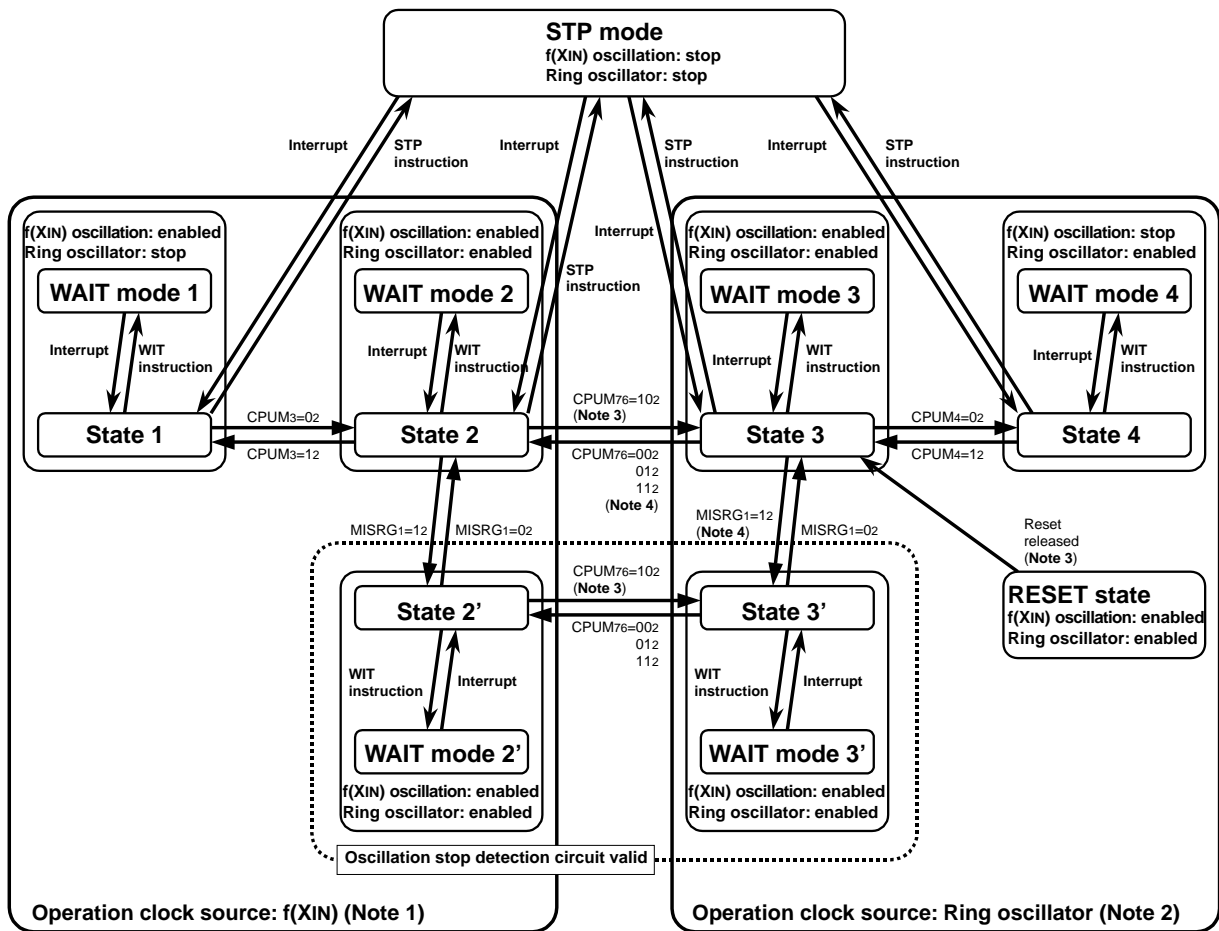 STP mode
f(XIN) oscillation: stop
Ring oscillator: stop
Interrupt
STP
instruction
Interrupt
STP
instruction
Interrupt
STP
instruction
Interrupt
STP
instruction
f(XIN) oscillation: enabled
Ring oscillator: stop
WAIT mode 1
Interrupt
WIT
instruction
State 1
f(XIN) oscillation: enabled
Ring oscillator: enabled
WAIT mode 2
Interrupt
WIT
instruction
State 2
f(XIN) oscillation: enabled
Ring oscillator: enabled
WAIT mode 3
Interrupt
WIT
instruction
State 3
f(XIN) oscillation: stop
Ring oscillator: enabled
WAIT mode 4
Interrupt
WIT
instruction
State 4
CPUM3=02
CPUM3=12
CPUM76=102
(Note 3)
CPUM76=002
012
112
(Note 4)
CPUM4=02
CPUM4=12
MISRG1=12
MISRG1=02
MISRG1=12
(Note 4)
MISRG1=02
Reset
released
(Note 3)
RESET state
f(XIN) oscillation: enabled
Ring oscillator: enabled
State 2’
CPUM76=102
(Note 3)
CPUM76=002
012
112
State 3’
WIT
instruction
Interrupt
WIT
instruction
Interrupt
WAIT mode 2’
f(XIN) oscillation: enabled
Ring oscillator: enabled
WAIT mode 3’
f(XIN) oscillation: enabled
Ring oscillator: enabled
Oscillation stop detection circuit valid
Operation clock source: f(XIN) (Note 1)
Operation clock source: Ring oscillator (Note 2)